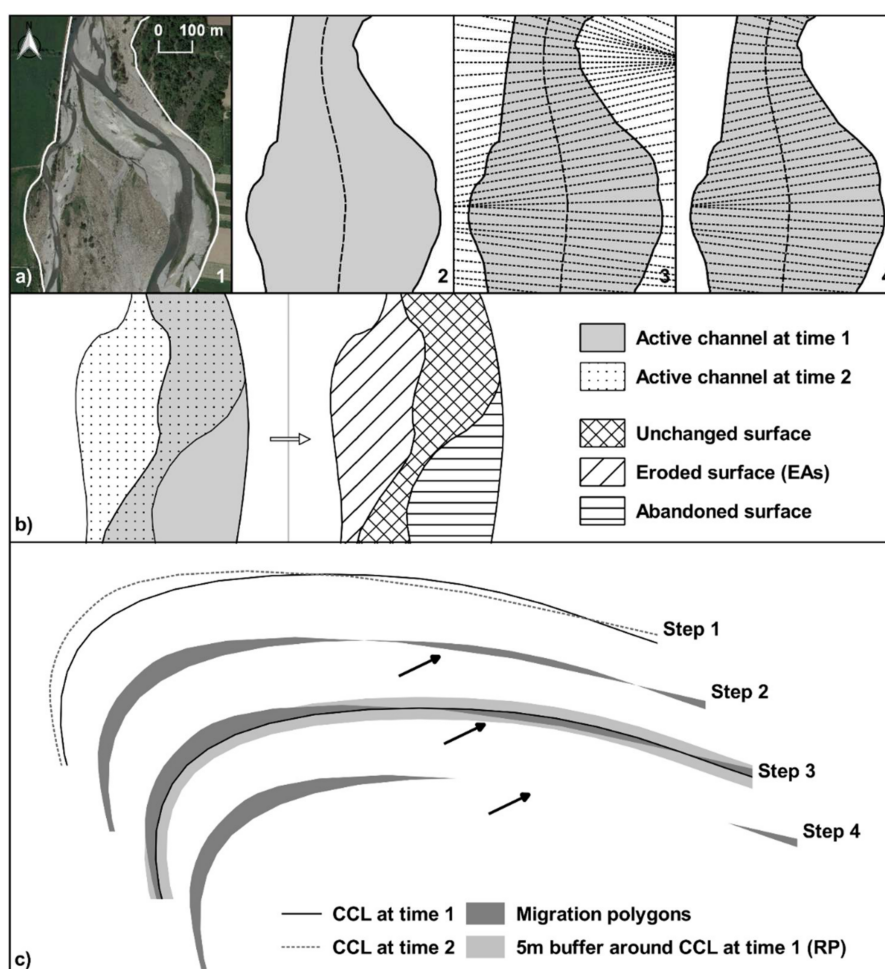 N
0 100 m
a)
1
2
3
4
Active channel at time 1
Active channel at time 2
Unchanged surface
Eroded surface (EAs)
Abandoned surface
b)
Step 1
Step 2
Step 3
Step 4
CCL at time 1
Migration polygons
CCL at time 2
5m buffer around CCL at time 1 (RP)
c)